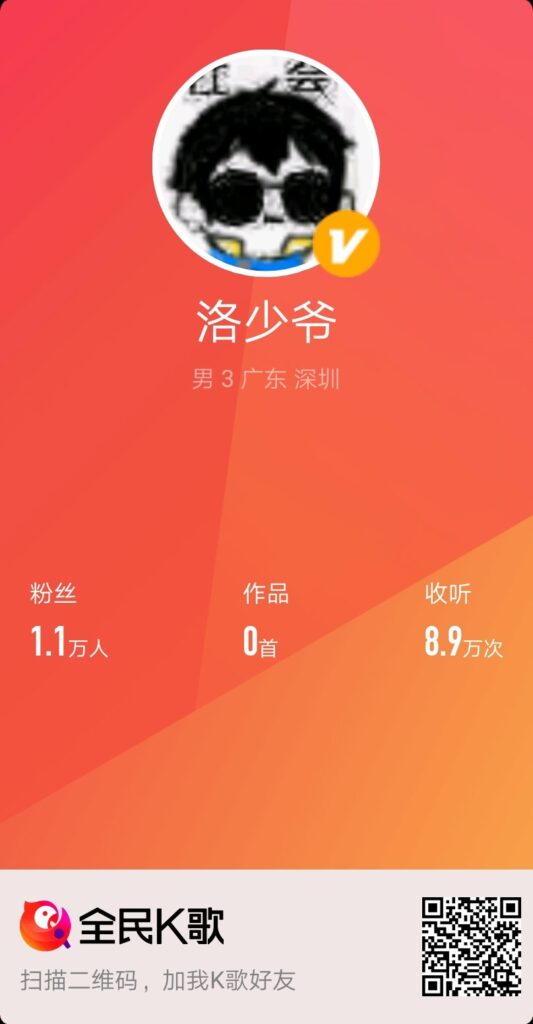 社会
洛少爷
男 3 广东 深圳
粉丝 作品 收听
1.1万人 0首 8.9万次
全民K歌
扫描二维码，加我K歌好友